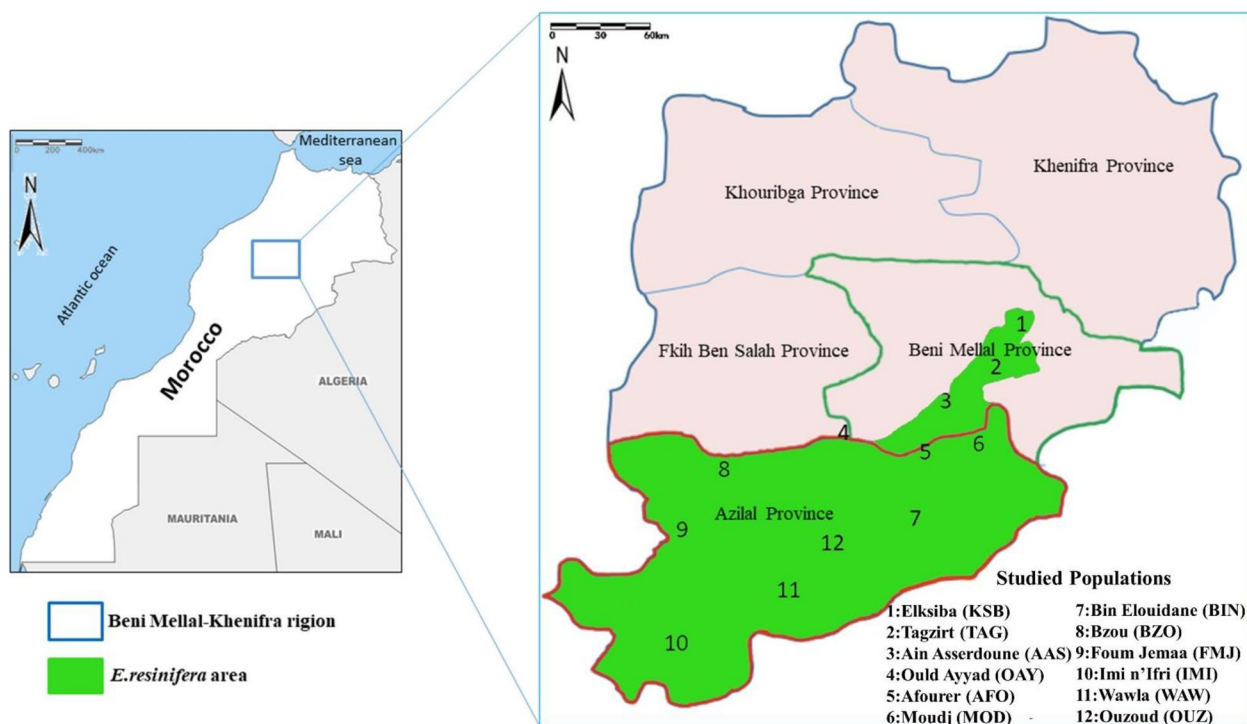 0 200 400km
N
Mediterranean
sea
Atlantic ocean
Morocco
ALGERIA
MAURITANIA
MALI
Beni Mellal-Khenifra rigion
E.resinifera area
0 30 60km
N
Khouribga Province
Khenifra Province
Fkih Ben Salah Province
Beni Mellal Province
Azilal Province
1
2
3
4
5
6
7
8
9
10
11
12
Studied Populations
1:Elksiba (KSB)
2:Tagzirt (TAG)
3:Ain Asserdoune (AAS)
4:Ould Ayyad (OAY)
5:Afourer (AFO)
6:Moudj (MOD)
7:Bin Elouidane (BIN)
8:Bzou (BZO)
9:Foum Jemaa (FMJ)
10:Imi n’Ifri (IMI)
11:Wawla (WAW)
12:Ouzoud (OUZ)